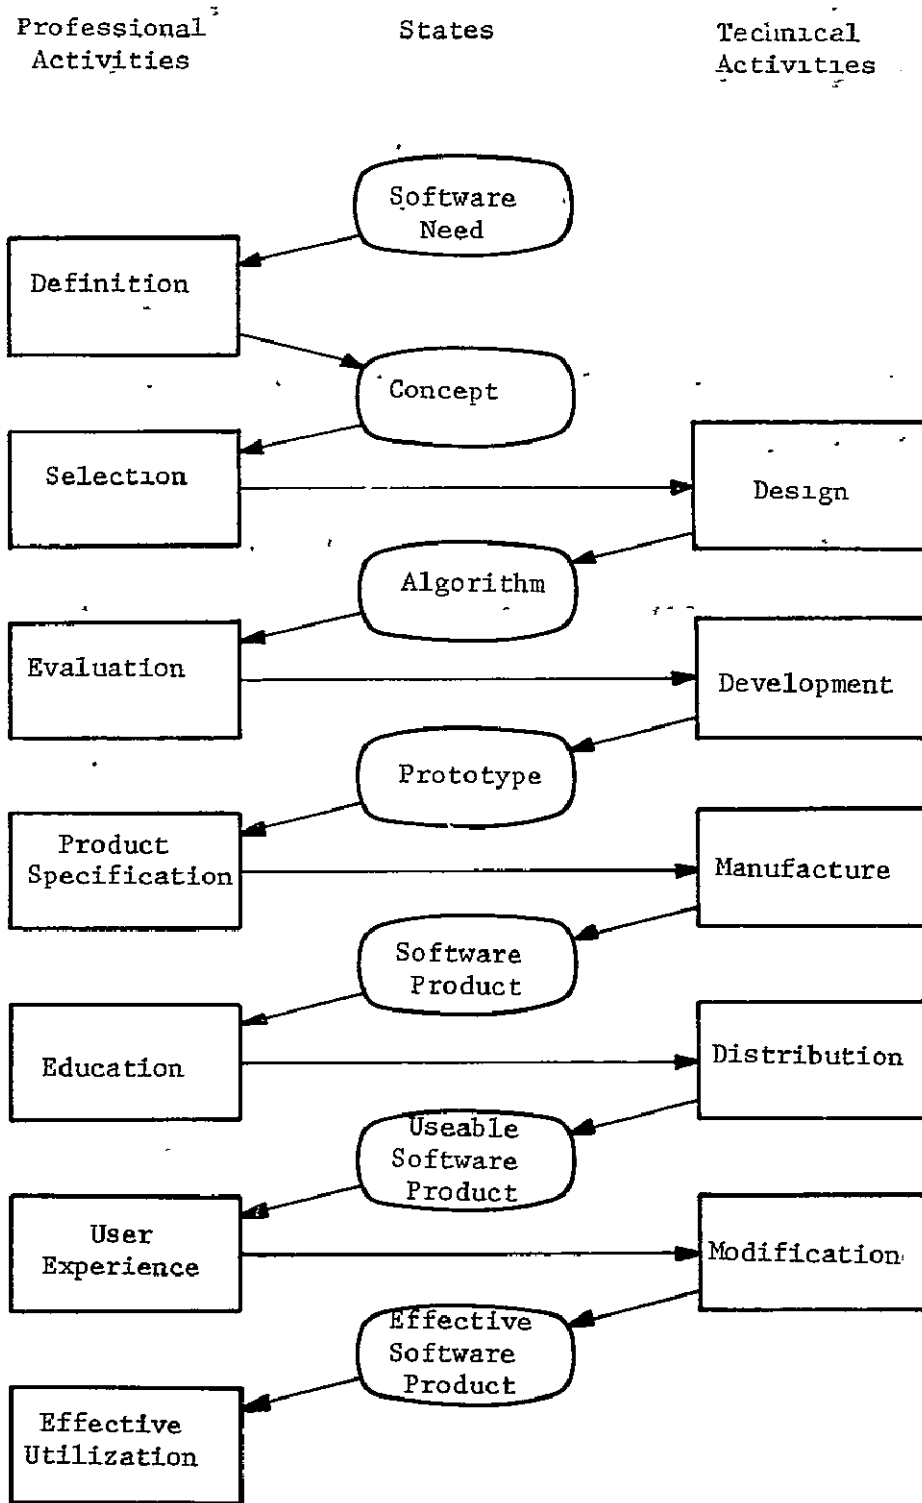 Professional
Activities
States
Technical
Activities
Software
Need
Definition
Concept
Selection
Design
Algorithm
Evaluation
Development
Prototype
Product
Specification
Manufacture
Software
Product
Education
Distribution
Useable
Software
Product
User
Experience
Modification
Effective
Software
Product
Effective
Utilization